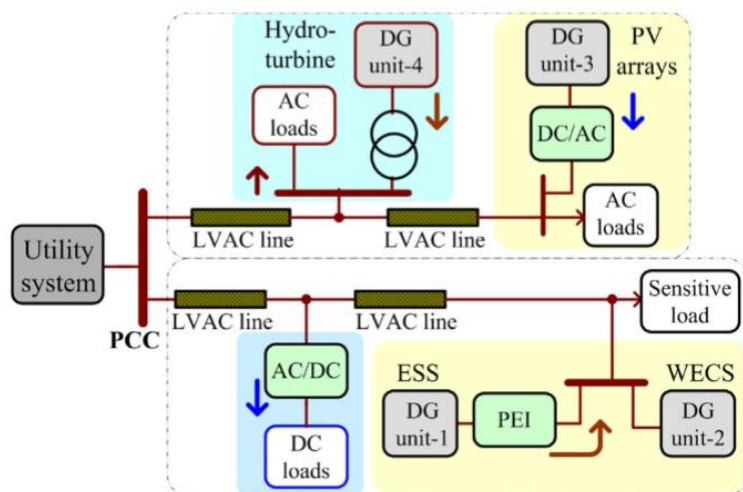 Hydro-
turbine
DG
unit-4
AC
loads
DG
unit-3
PV
arrays
DC/AC
AC
loads
LVAC line
LVAC line
Utility
system
PCC
LVAC line
LVAC line
Sensitive
load
AC/DC
DC
loads
ESS
WECS
DG
unit-1
PEI
DG
unit-2